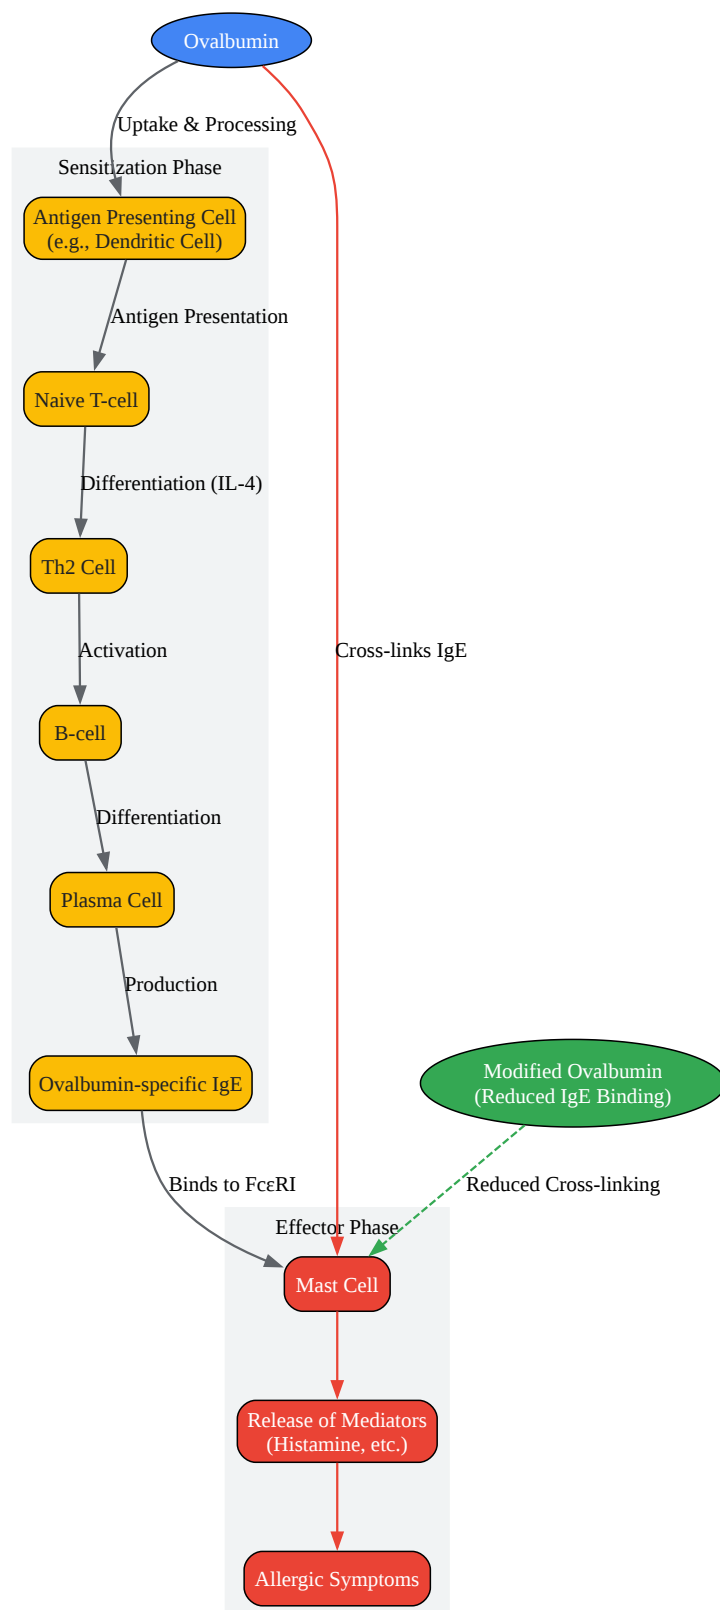 Ovalbumin
Uptake & Processing
Sensitization Phase
Antigen Presenting Cell
(e.g., Dendritic Cell)
Antigen Presentation
Naive T-cell
Differentiation (IL-4)
Th2 Cell
Activation
Cross-links IgE
B-cell
Differentiation
Plasma Cell
Production
Ovalbumin-specific IgE
Modified Ovalbumin
(Reduced IgE Binding)
Binds to FcεRI
Reduced Cross-linking
Effector Phase
Mast Cell
Release of Mediators
(Histamine, etc.)
Allergic Symptoms